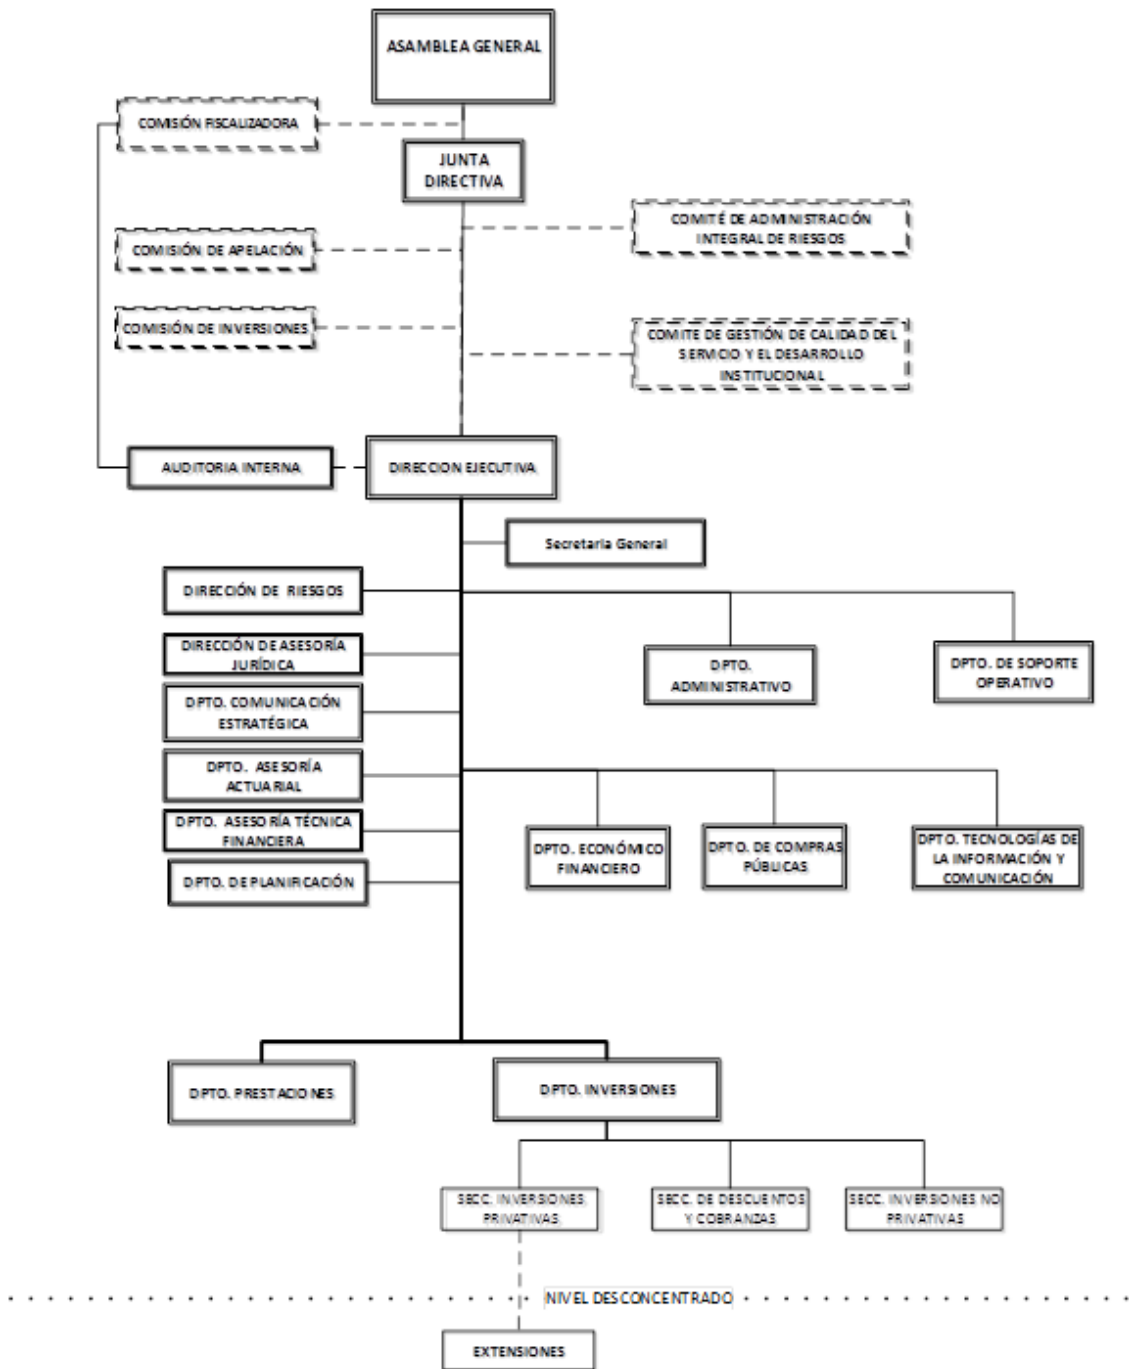 ASAMBLEA GENERAL
COMISIÓN FISCALIZADORA
JUNTA
DIRECTIVA
COMITÉ DE ADMINISTRACIÓN
INTEGRAL DE RIESGOS
COMISIÓN DE APELACIÓN
COMISIÓN DE INVERSIONES
COMITE DE GESTIÓN DE CALIDAD DEL
SERVICIO Y EL DESARROLLO
INSTITUCIONAL
AUDITORIA INTERNA
DIRECCION EJECUTIVA
Secretaría General
DIRECCIÓN DE RIESGOS
DIRECCIÓN DE ASESORÍA
JURÍDICA
DPTO.
ADMINISTRATIVO
DPTO. DE SOPORTE
OPERATIVO
DPTO. COMUNICACIÓN
ESTRATÉGICA
DPTO. ASESORÍA
ACTUARIAL
DPTO. ASESORÍA TÉCNICA
FINANCIERA
DPTO. DE PLANIFICACIÓN
DPTO. ECONÓMICO
FINANCIERO
DPTO. DE COMPRAS
PÚBLICAS
DPTO. TECNOLOGÍAS DE
LA INFORMACIÓN Y
COMUNICACIÓN
DPTO. PRESTACIONES
DPTO. INVERSIONES
SECC. INVERSIONES
PRIVATIVAS
SECC. DE DESCUENTOS
Y COBRANZAS
SECC. INVERSIONES NO
PRIVATIVAS
NIVEL DESCONCENTRADO
EXTENSIONES